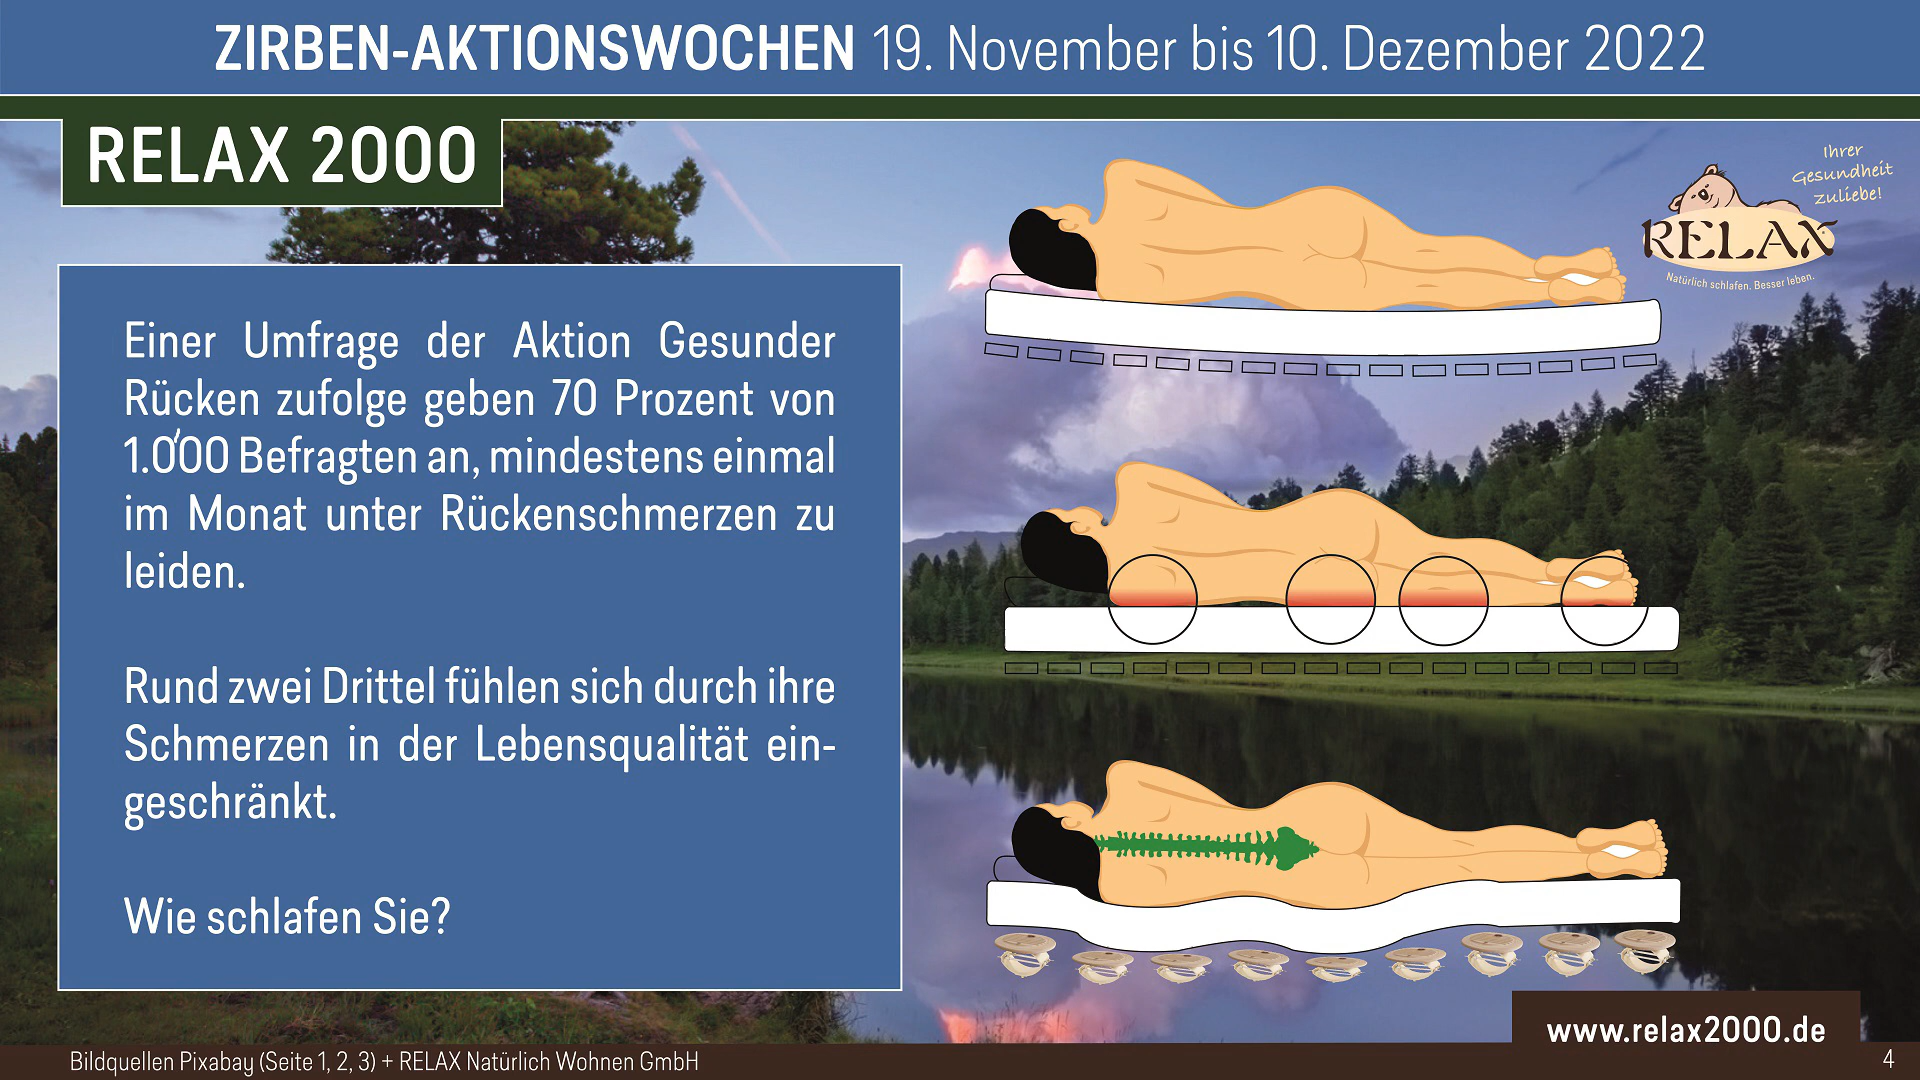 ZIRBEN-AKTIONSWOCHEN 19. November bis 10. Dezember 2022
RELAX 2000
Ihrer
Gesundheit
zuliebe!
RELAX
Natürlich schlafen. Besser leben.
Einer Umfrage der Aktion Gesunder
Rücken zufolge geben 70 Prozent von
1.000 Befragten an, mindestens einmal
im Monat unter Rückenschmerzen zu
leiden.
Rund zwei Drittel fühlen sich durch ihre
Schmerzen in der Lebensqualität ein-
geschränkt.
Wie schlafen Sie?
www.relax2000.de
Bildquellen Pixabay (Seite 1, 2, 3) + RELAX Natürlich Wohnen GmbH
4